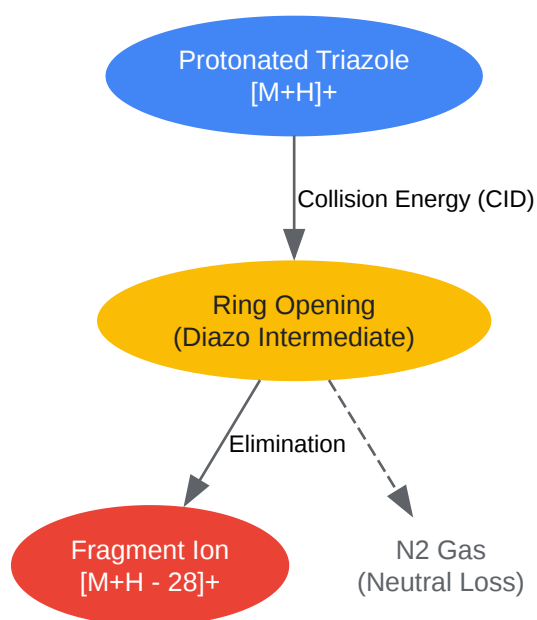 Protonated Triazole
[M+H]+
Collision Energy (CID)
Ring Opening
(Diazo Intermediate)
Elimination
Fragment Ion
[M+H - 28]+
N2 Gas
(Neutral Loss)